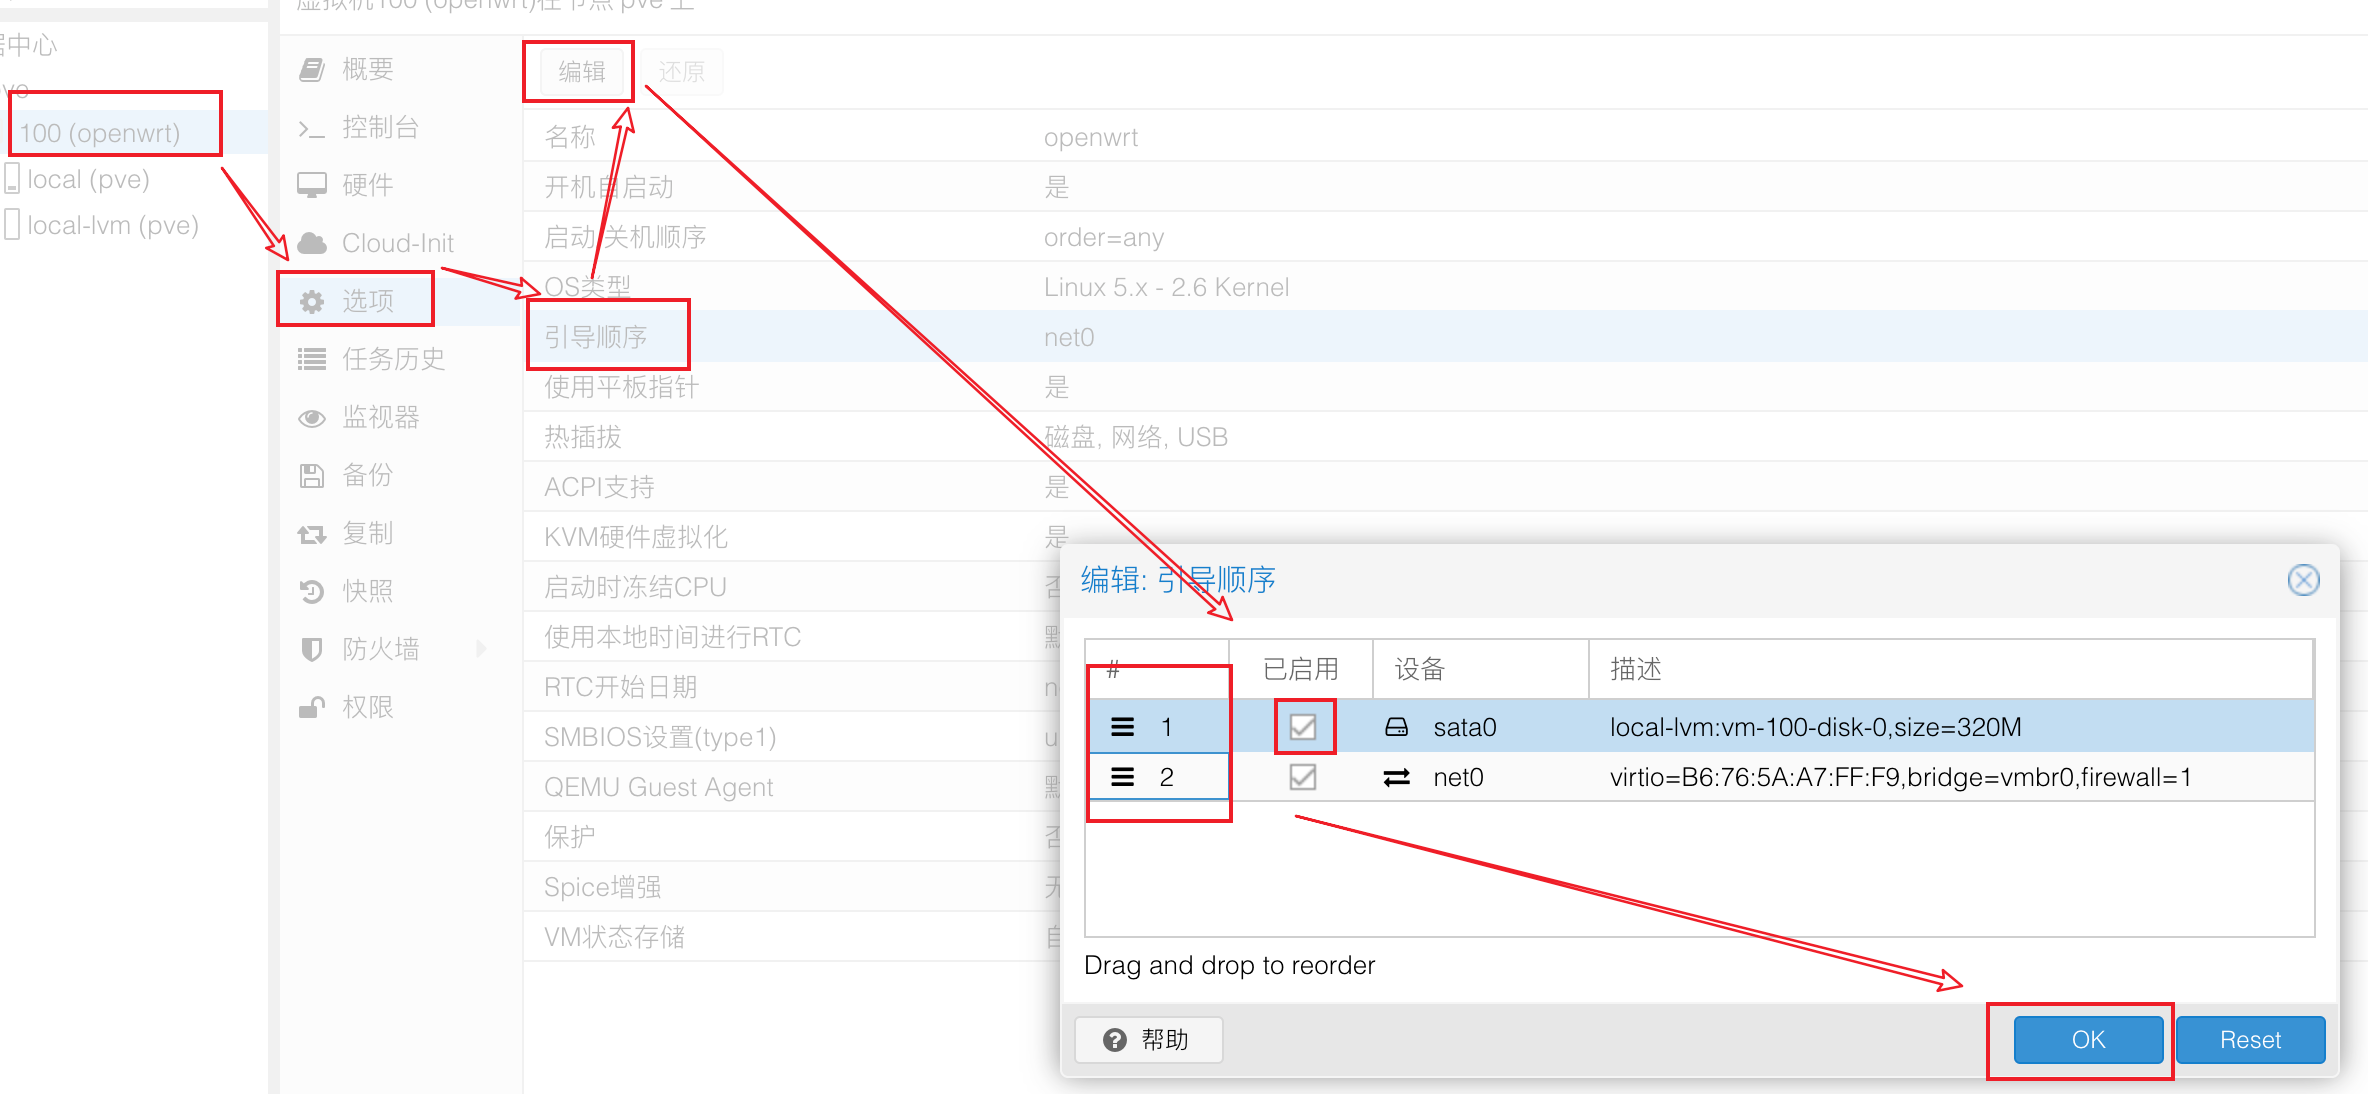 虚拟机100 (openwrt)在节点 pve 上
据中心
pve
100 (openwrt)
local (pve)
local-lvm (pve)
概要
控制台
硬件
Cloud-Init
选项
任务历史
监视器
备份
复制
快照
防火墙
权限
编辑 还原
名称 openwrt
开机自启动 是
启动/关机顺序 order=any
OS类型 Linux 5.x - 2.6 Kernel
引导顺序 net0
使用平板指针 是
热插拔 磁盘, 网络, USB
ACPI支持 是
KVM硬件虚拟化 是
启动时冻结CPU 否
使用本地时间进行RTC 默
RTC开始日期 n
SMBIOS设置(type1) u
QEMU Guest Agent 默
保护 否
Spice增强 无
VM状态存储 自
编辑: 引导顺序
# 已启用 设备 描述
1 sata0 local-lvm:vm-100-disk-0,size=320M
2 net0 virtio=B6:76:5A:A7:FF:F9,bridge=vmbr0,firewall=1
Drag and drop to reorder
帮助 OK Reset